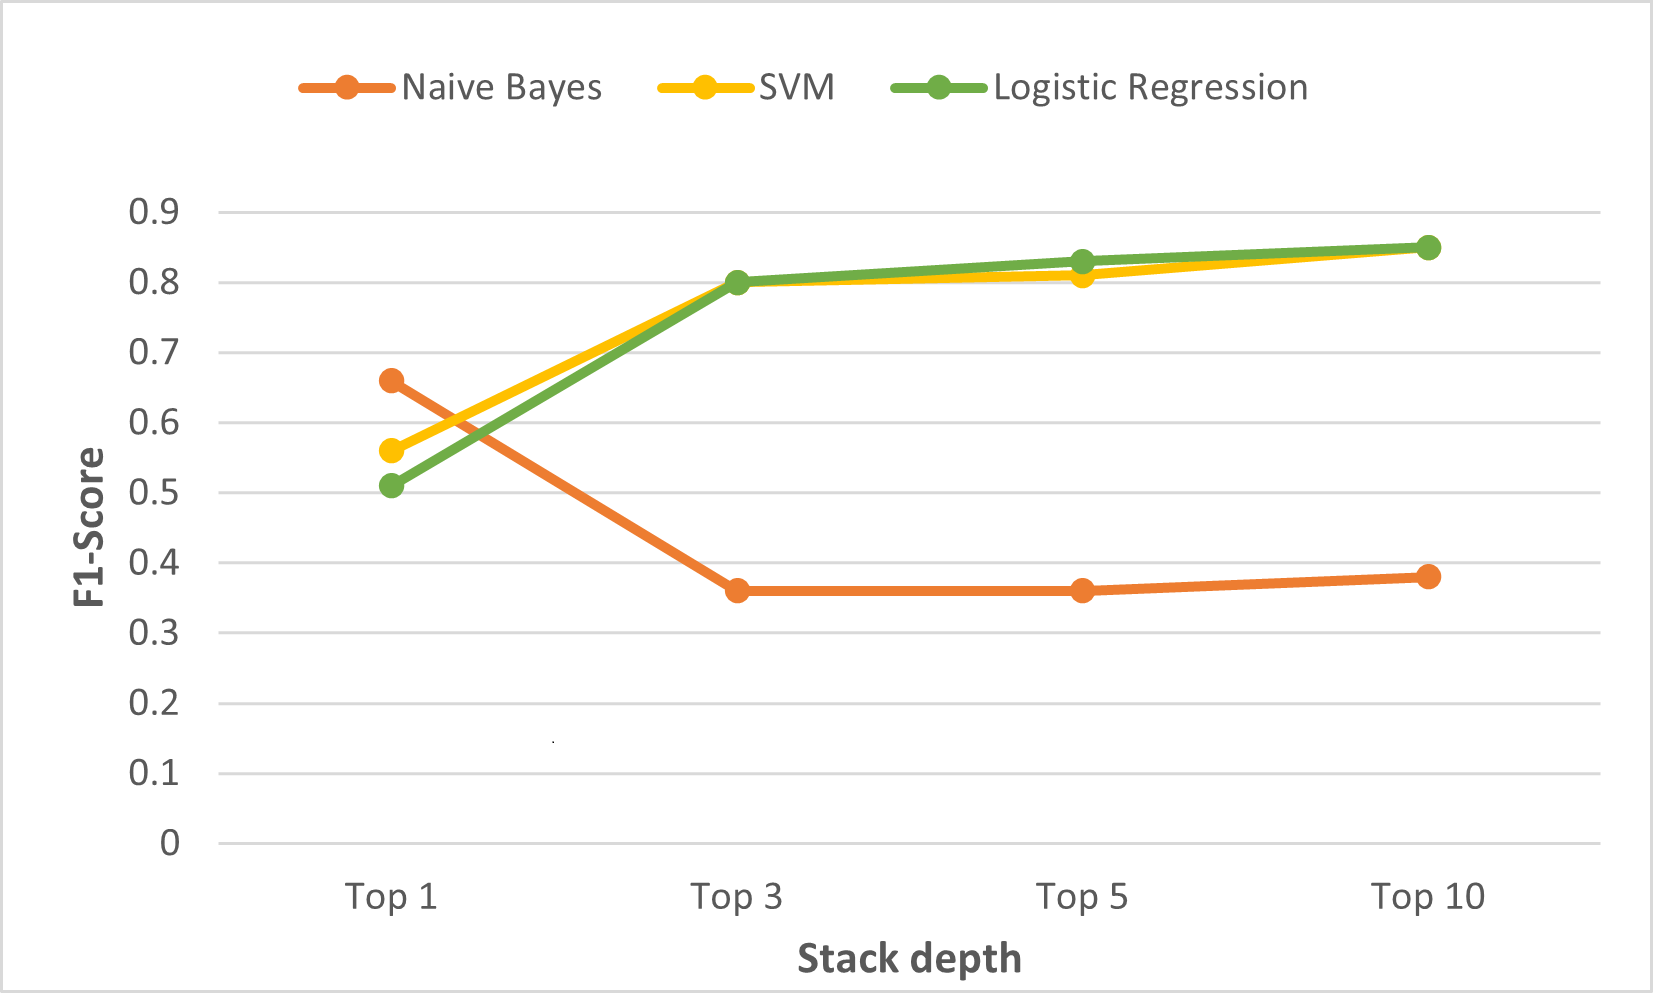 Naive Bayes SVM Logistic Regression
0.9
0.8
0.7
0.6
0.5
0.4
0.3
0.2
0.1
0
F1-Score
Top 1 Top 3 Top 5 Top 10
Stack depth